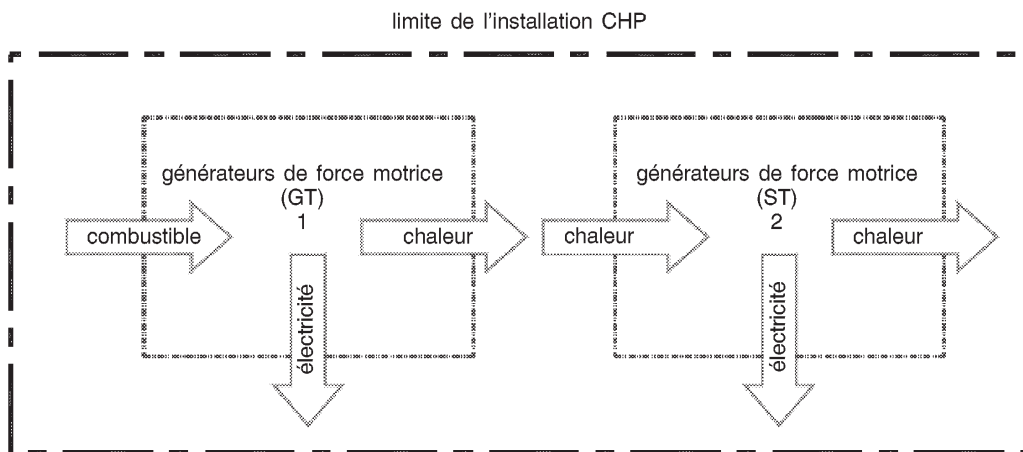 limite de l'installation CHP
générateurs de force motrice
(GT)
1
combustible
chaleur
électricité
générateurs de force motrice
(ST)
2
chaleur
chaleur
électricité